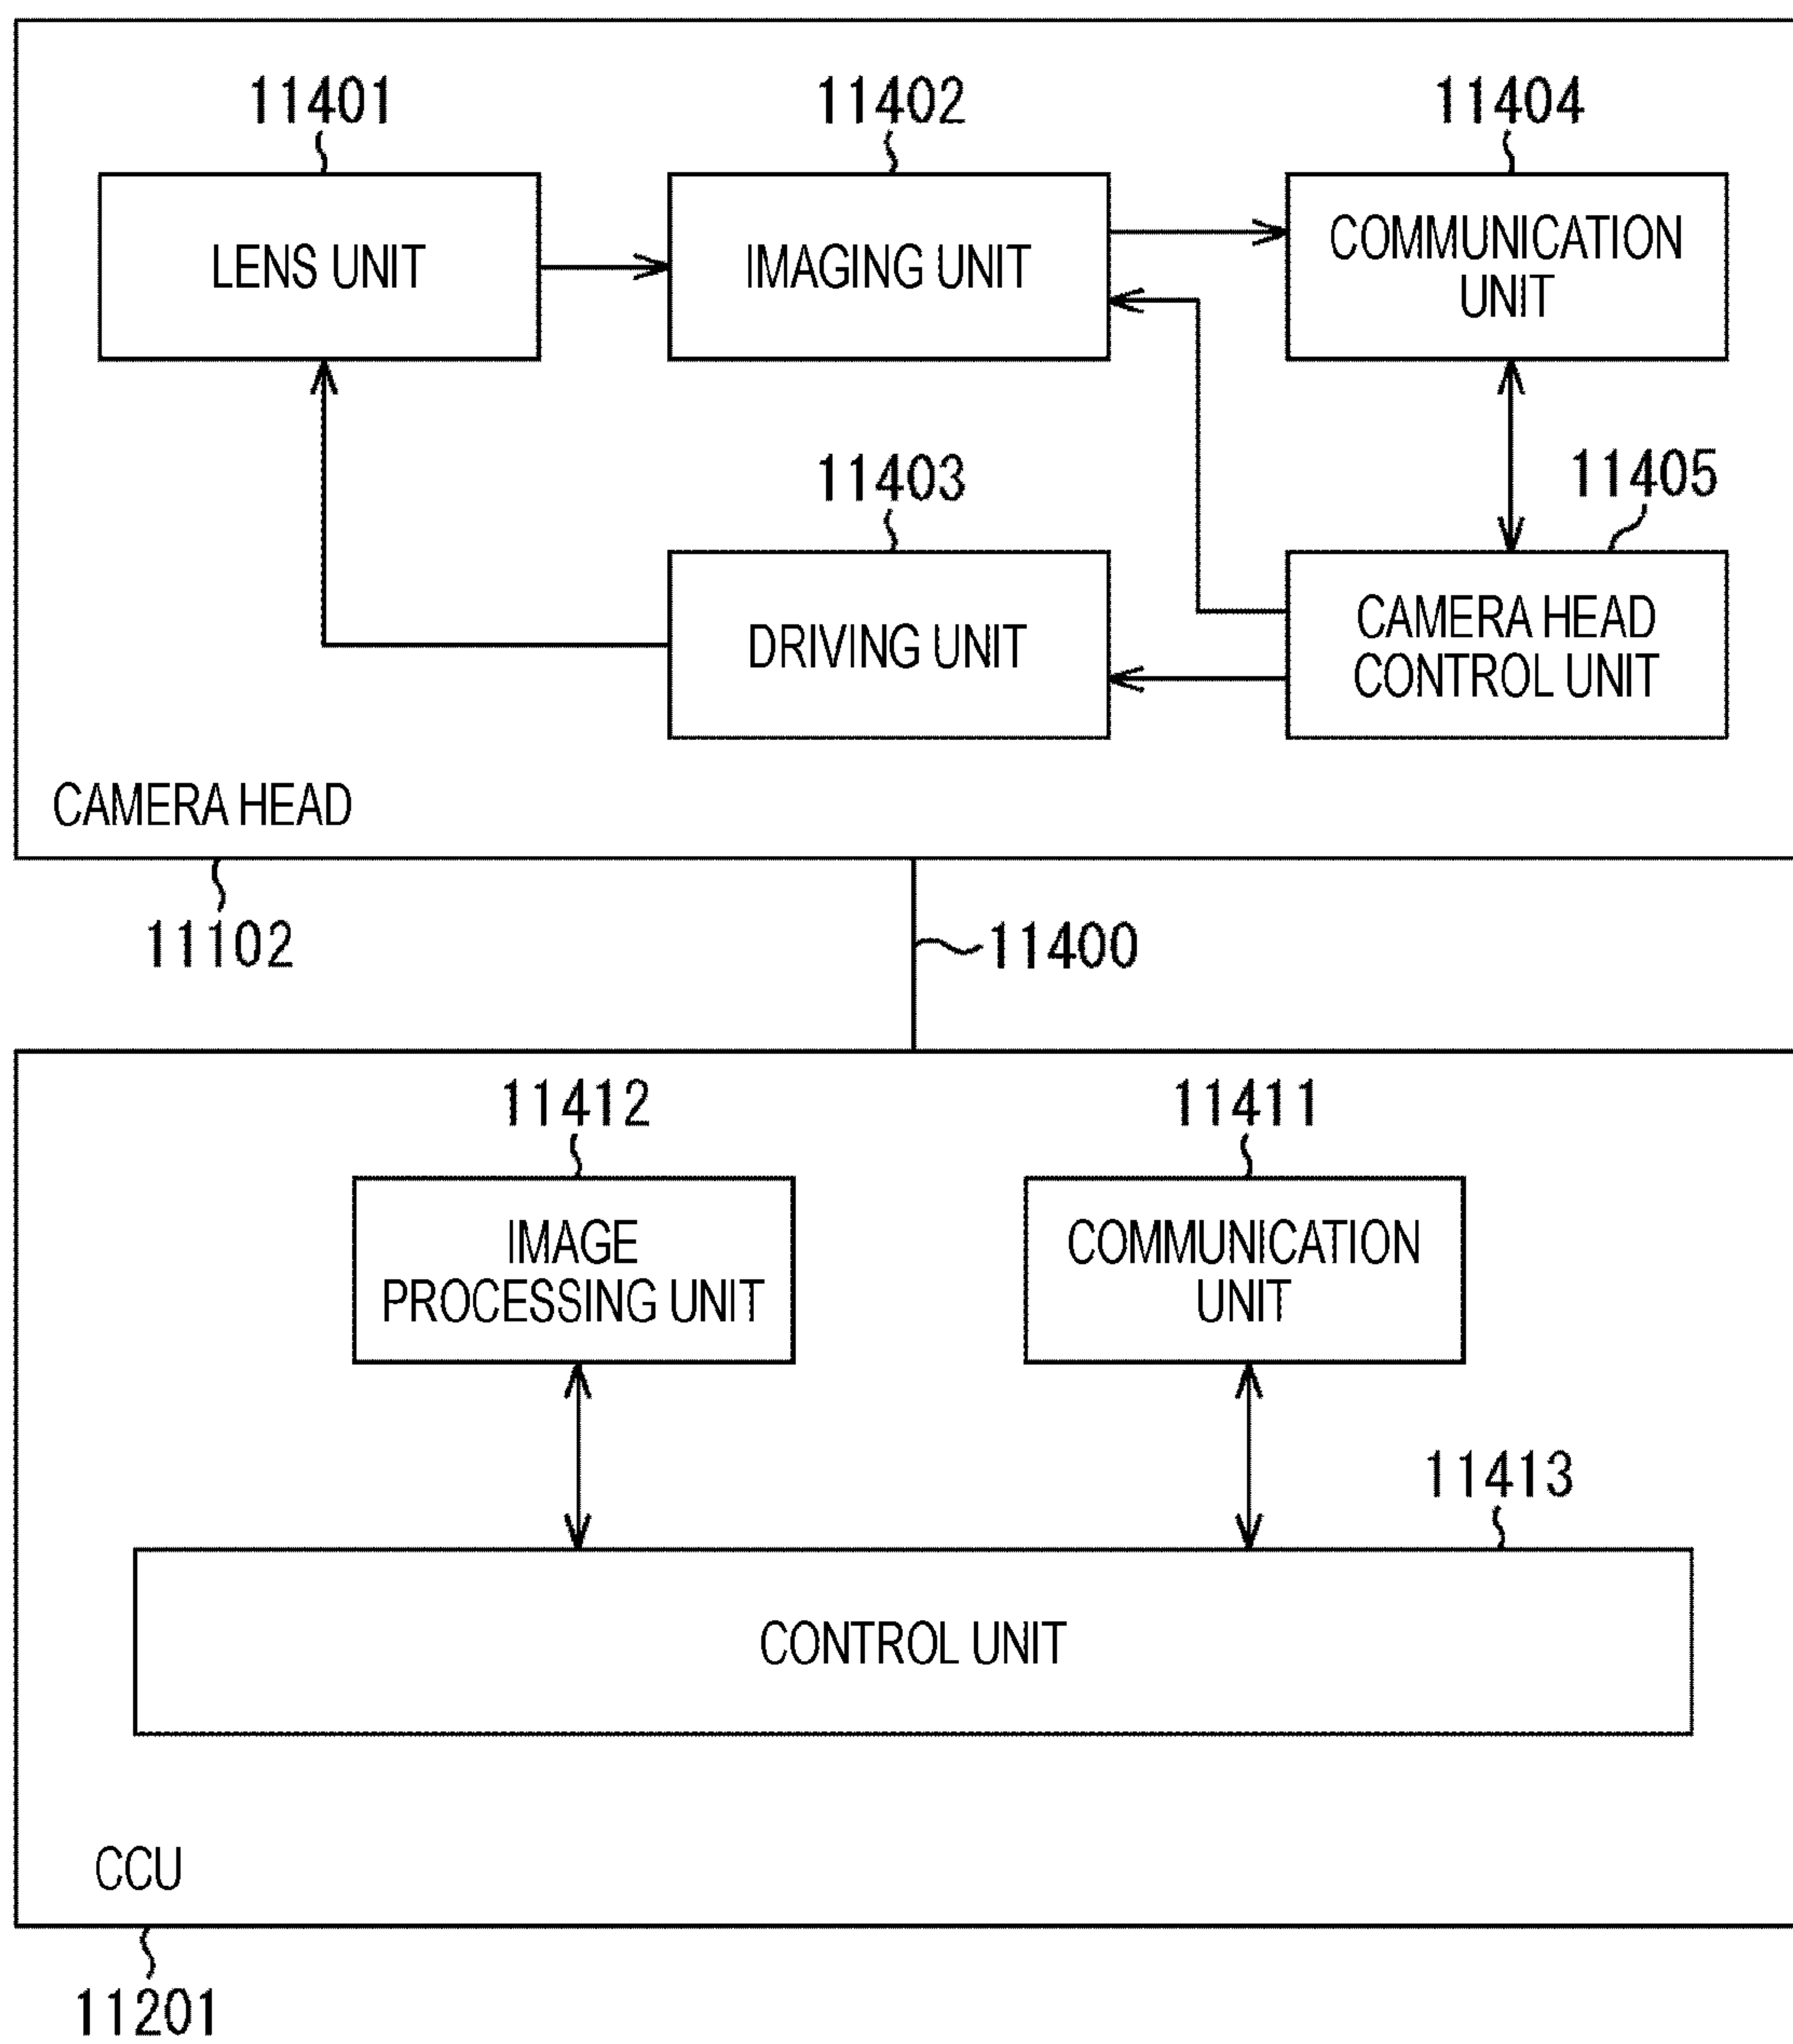 11401
11402
11404
LENS UNIT
IMAGING UNIT
COMMUNICATION
UNIT
11403
11405
DRIVING UNIT
CAMERA HEAD
CONTROL UNIT
CAMERA HEAD
11102
11400
11412
11411
IMAGE
PROCESSING UNIT
COMMUNICATION
UNIT
11413
CONTROL UNIT
CCU
11201